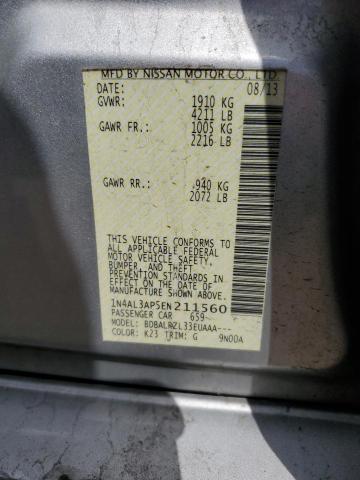 MFD BY NISSAN MOTOR CO., LTD.
DATE: 08/13
GVWR: 1910 KG
4211 LB
GAWR FR.: 1005 KG
2216 LB
GAWR RR.: 940 KG
2072 LB
THIS VEHICLE CONFORMS TO
ALL APPLICABLE FEDERAL
MOTOR VEHICLE SAFETY,
BUMPER, AND THEFT
PREVENTION STANDARDS IN
EFFECT ON THE DATE OF
MANUFACTURE SHOWN ABOVE.
1N4AL3AP5EN211560
PASSENGER CAR 659
MODEL: BDBALRZL33EUAAA---
COLOR: K23 TRIM: G 9N00A